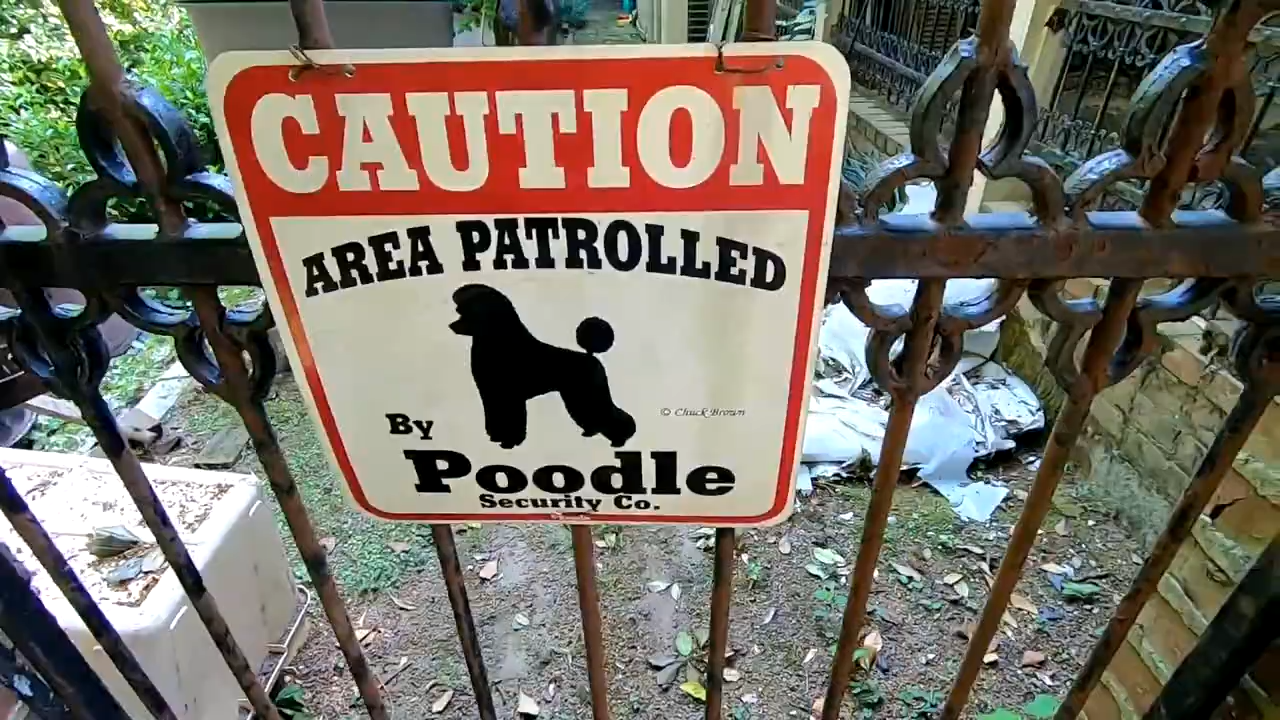 CAUTION
AREA PATROLLED
© Chuck Brown
By
Poodle
Security Co.